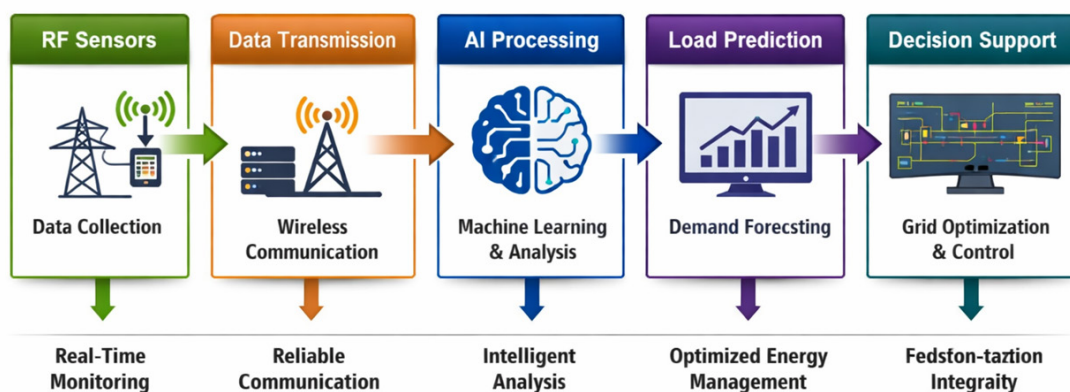 RF Sensors
Data Transmission
AI Processing
Load Prediction
Decision Support
Data Collection
Wireless
Communication
Machine Learning
& Analysis
Demand Forecsting
Grid Optimization
& Control
Real-Time
Monitoring
Reliable
Communication
Intelligent
Analysis
Optimized Energy
Management
Fedsfon-taztion
Integraity